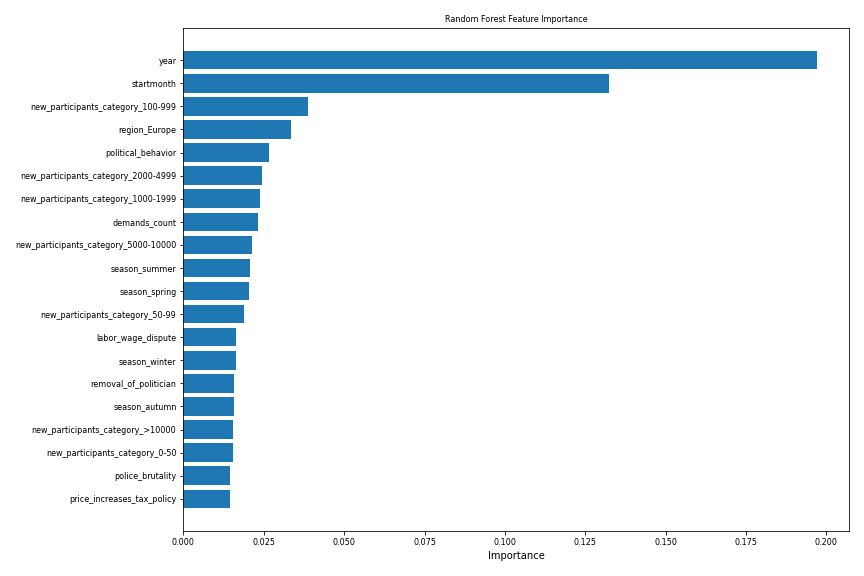 Random Forest Feature Importance
year
startmonth
new_participants_category_100-999
region_Europe
political_behavior
new_participants_category_2000-4999
new_participants_category_1000-1999
demands_count
new_participants_category_5000-10000
season_summer
season_spring
new_participants_category_50-99
labor_wage_dispute
season_winter
removal_of_politician
season_autumn
new_participants_category_>10000
new_participants_category_0-50
police_brutality
price_increases_tax_policy
0.000 0.025 0.050 0.075 0.100 0.125 0.150 0.175 0.200
Importance